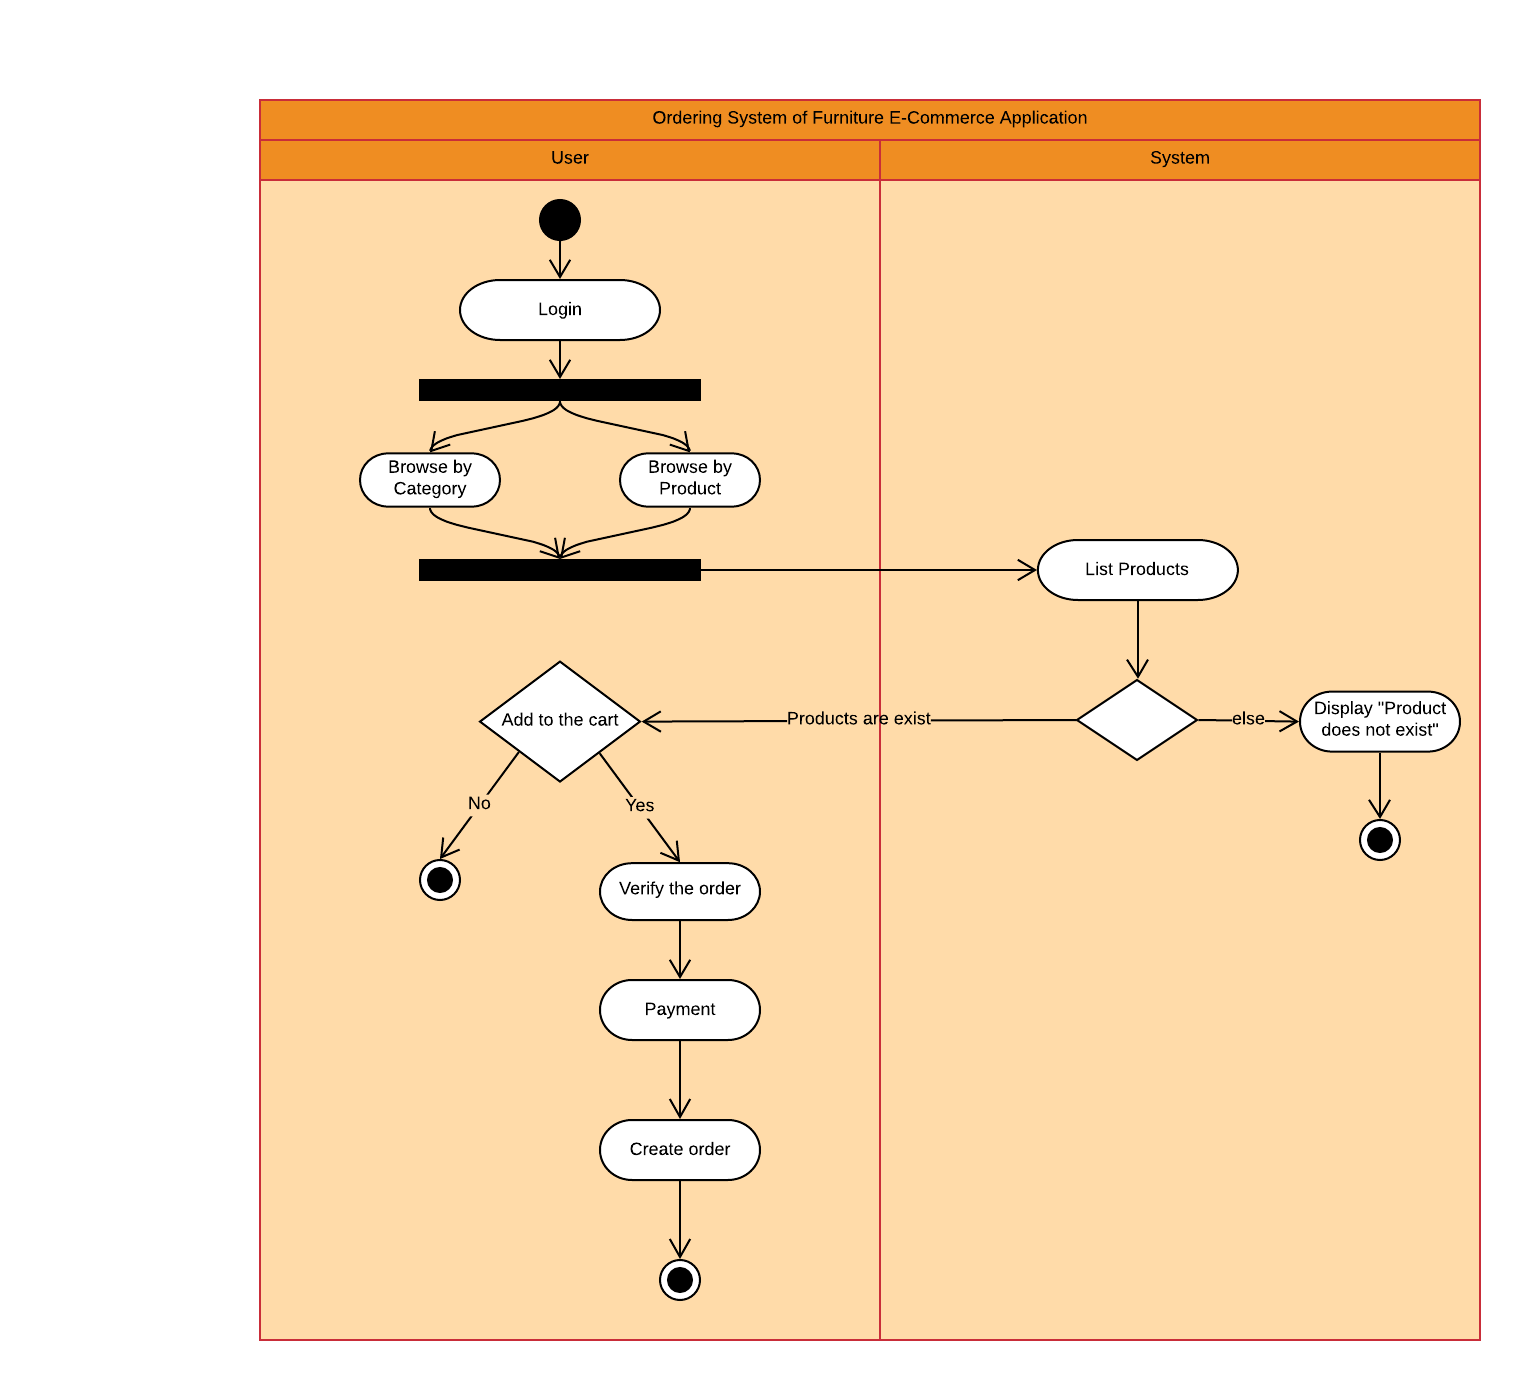 Ordering System of Furniture E-Commerce Application
User
System
Login
Browse by
Category
Browse by
Product
List Products
Add to the cart
Products are exist
else
Display "Product
does not exist"
No
Yes
Verify the order
Payment
Create order